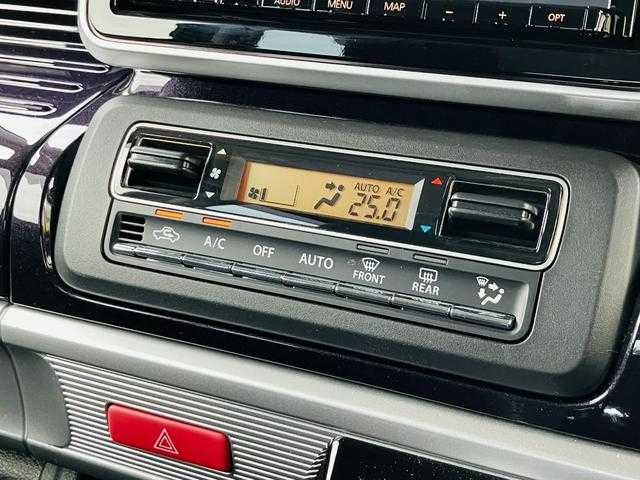 AUDIO MENU MAP − + OPT
AUTO A/C
25.0
A/C OFF AUTO FRONT REAR